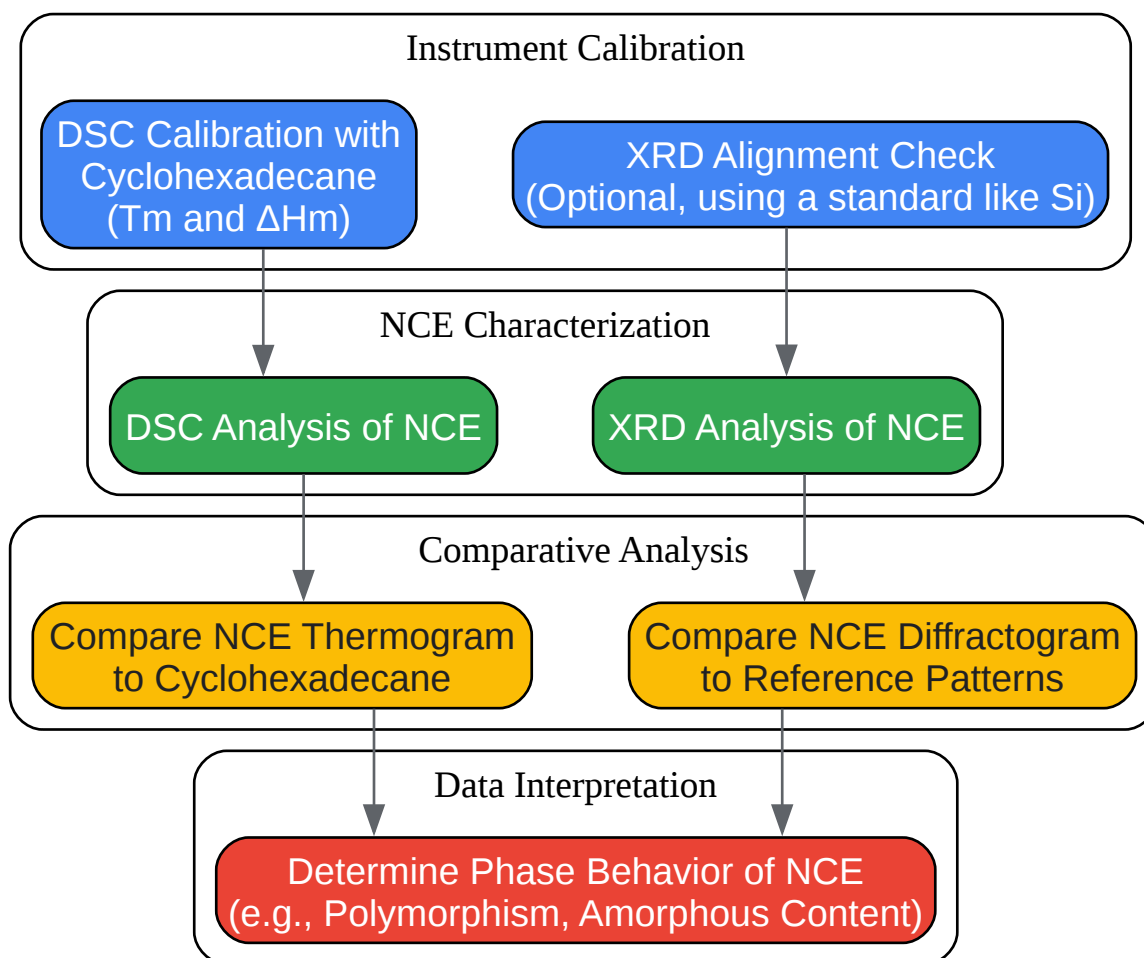 Instrument Calibration
DSC Calibration with
Cyclohexadecane
(Tm and ΔHm)
XRD Alignment Check
(Optional, using a standard like Si)
NCE Characterization
DSC Analysis of NCE
XRD Analysis of NCE
Comparative Analysis
Compare NCE Thermogram
to Cyclohexadecane
Compare NCE Diffractogram
to Reference Patterns
Data Interpretation
Determine Phase Behavior of NCE
(e.g., Polymorphism, Amorphous Content)